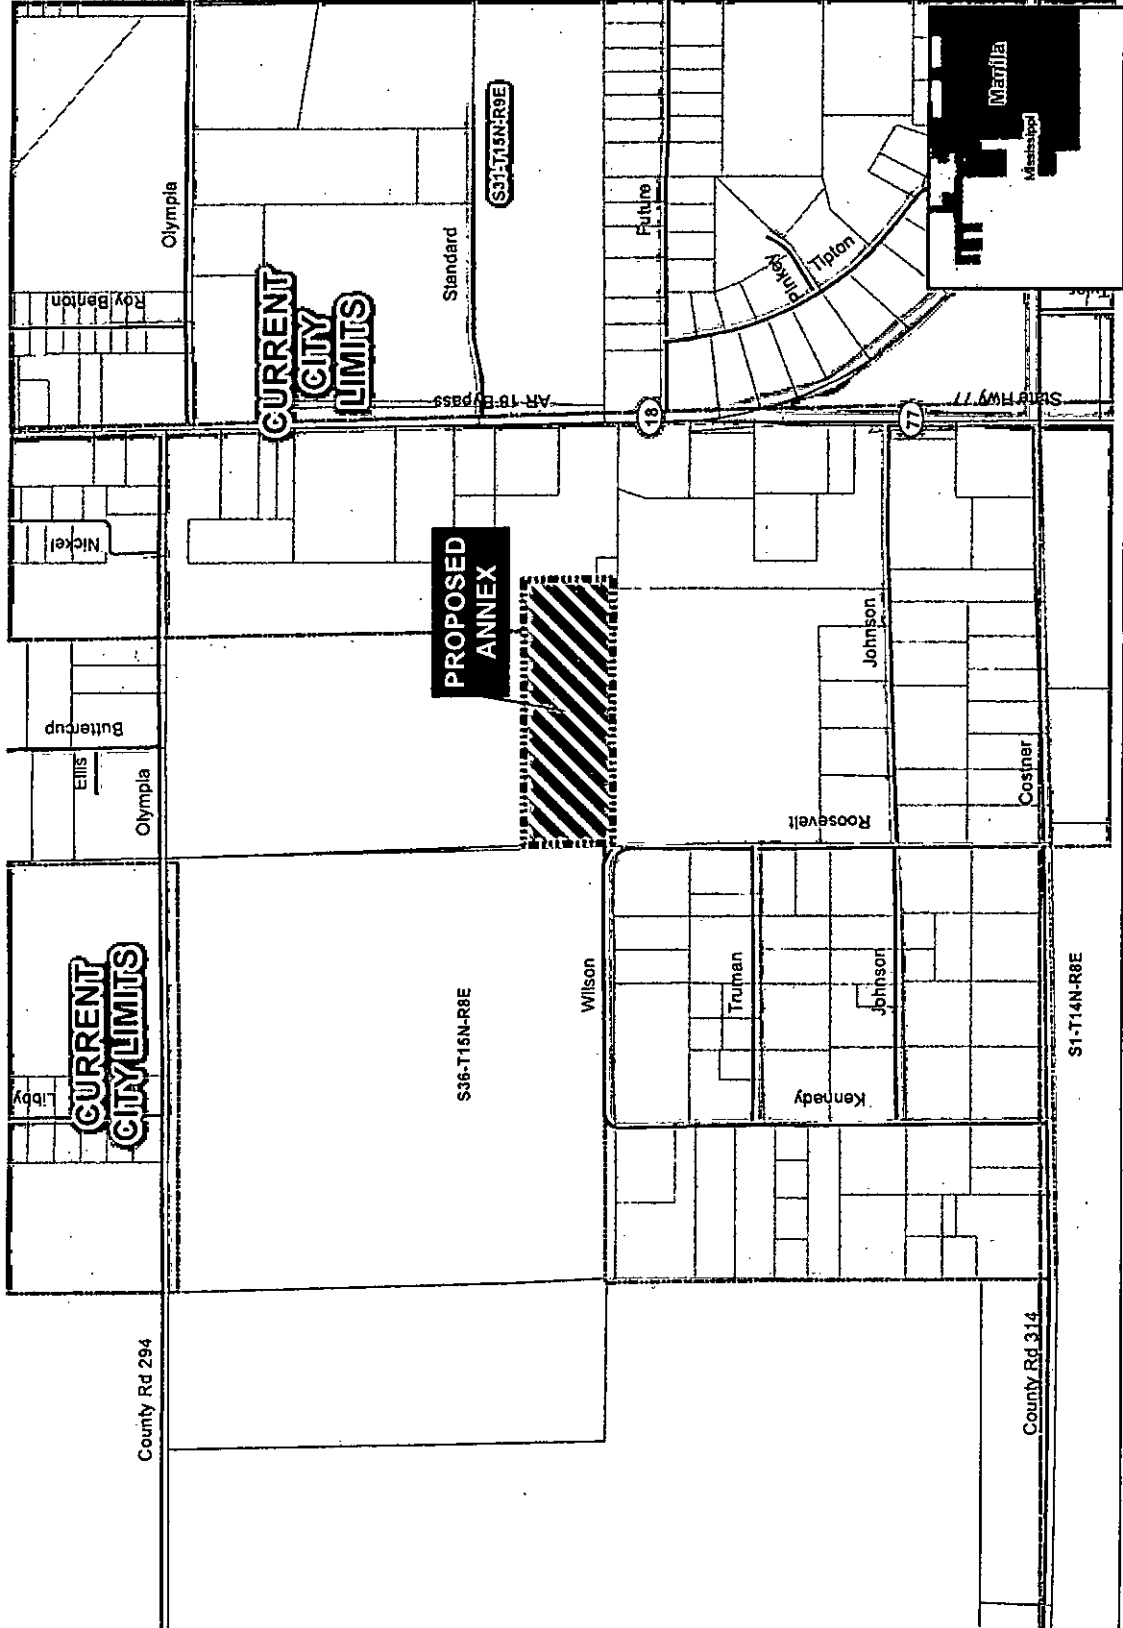 County Rd 294
CURRENT
CITY LIMITS
Libby
Olympia
Ellis
Buttercup
Nickel
Olympia
Roy Benton
CURRENT
CITY
LIMITS
Standard
S31-T15N-R9E
AR 18 Bypass
PROPOSED
ANNEX
S36-T15N-R8E
Wilson
Future
18
Pinkey
Tipton
Truman
Roosevelt
Kennady
Johnson
Johnson
77
State Hwy 77
Manila
Mississippi
County Rd 314
Costner
S1-T14N-R8E